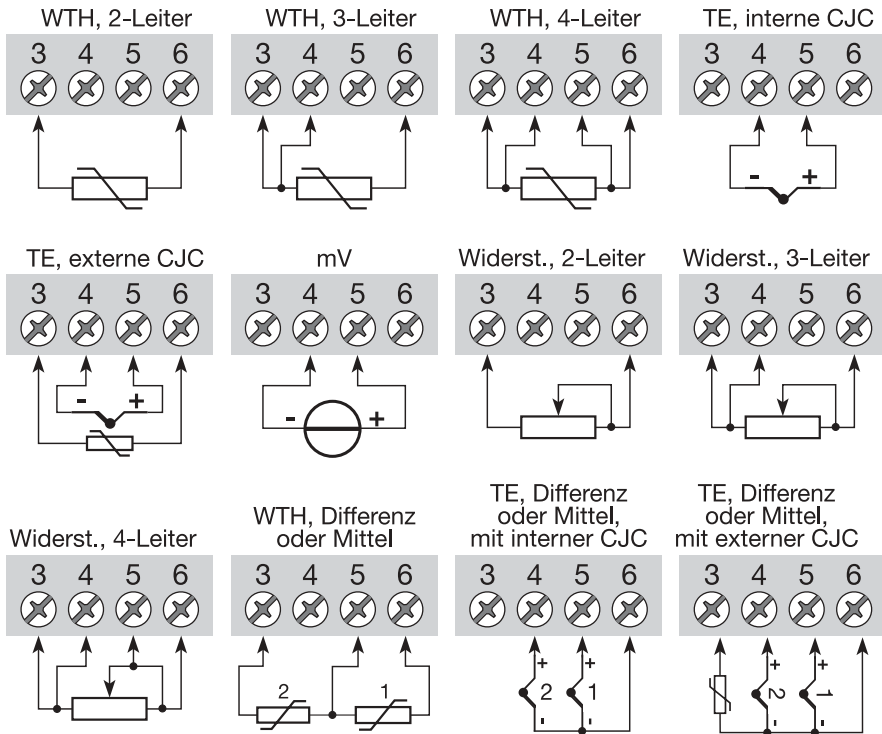 WTH, 2-Leiter
3 4 5 6
WTH, 3-Leiter
3 4 5 6
WTH, 4-Leiter
3 4 5 6
TE, interne CJC
3 4 5 6
- +
TE, externe CJC
3 4 5 6
- +
mV
3 4 5 6
- +
Widerst., 2-Leiter
3 4 5 6
Widerst., 3-Leiter
3 4 5 6
Widerst., 4-Leiter
3 4 5 6
WTH, Differenz
oder Mittel
3 4 5 6
2 1
TE, Differenz
oder Mittel,
mit interner CJC
3 4 5 6
+ +
2 1
- -
TE, Differenz
oder Mittel,
mit externer CJC
3 4 5 6
+ +
2 1
- -